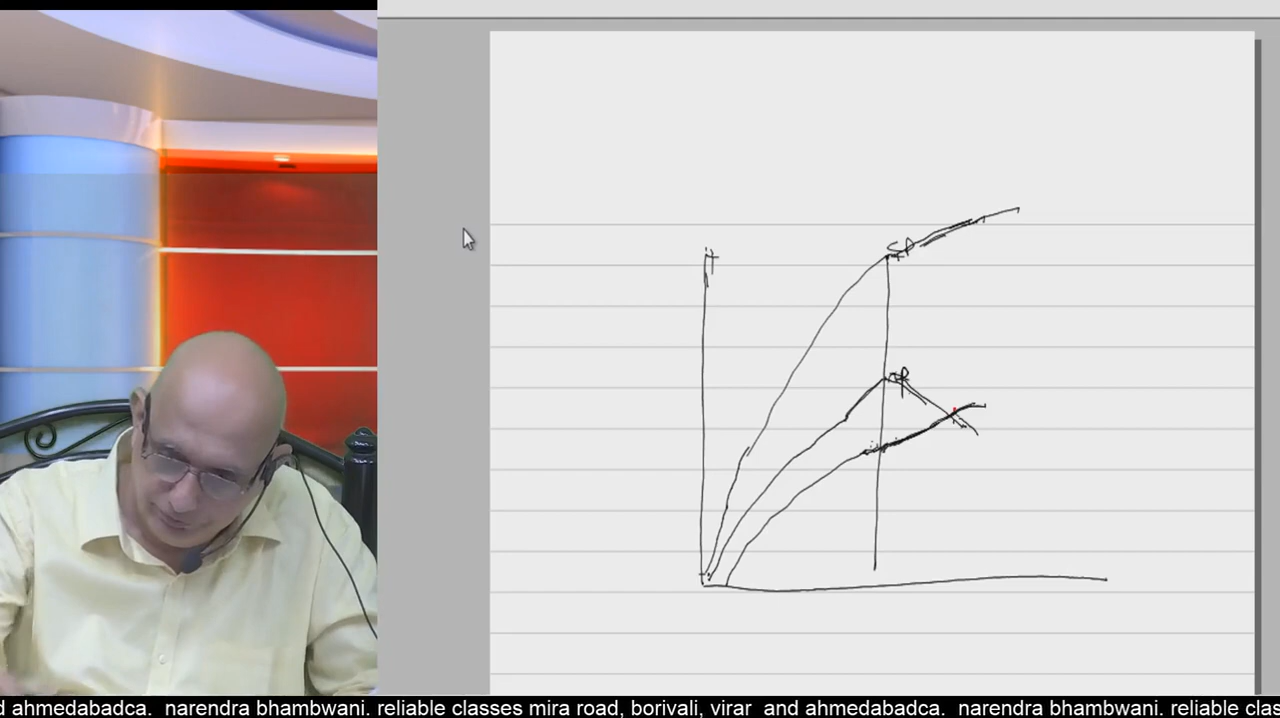 d ahmedabadca.  narendra bhambwani. reliable classes mira road, borivali, virar  and ahmedabadca.  narendra bhambwani. reliable clas